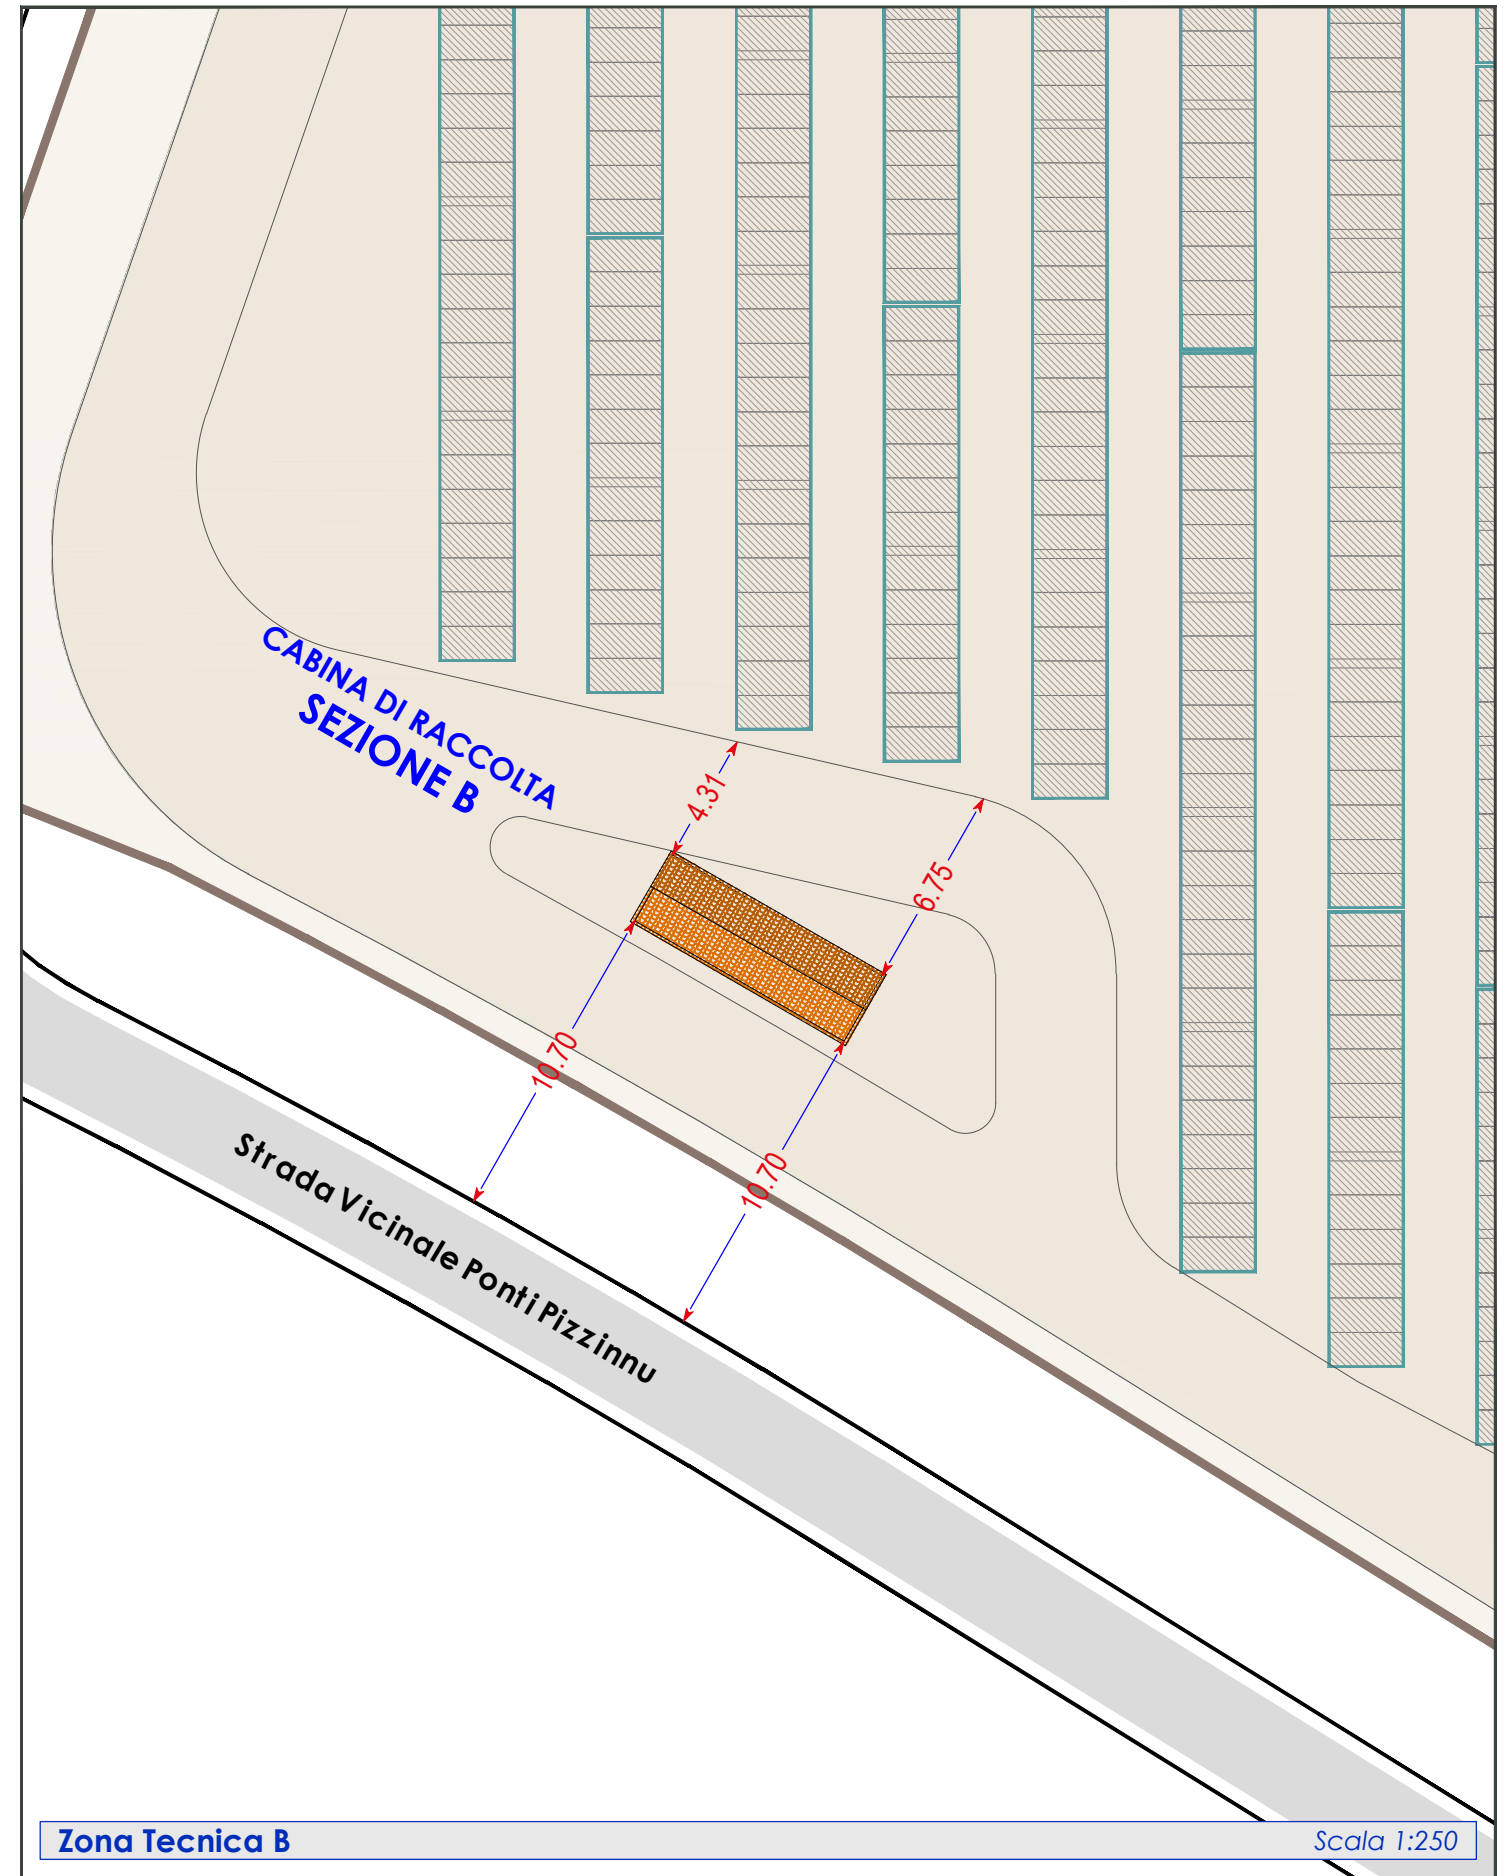 CABINA DI RACCOLTA
SEZIONE B
4.31
6.75
10.70
10.70
Strada Vicinale Ponti Pizzinnu
Zona Tecnica B
Scala 1:250